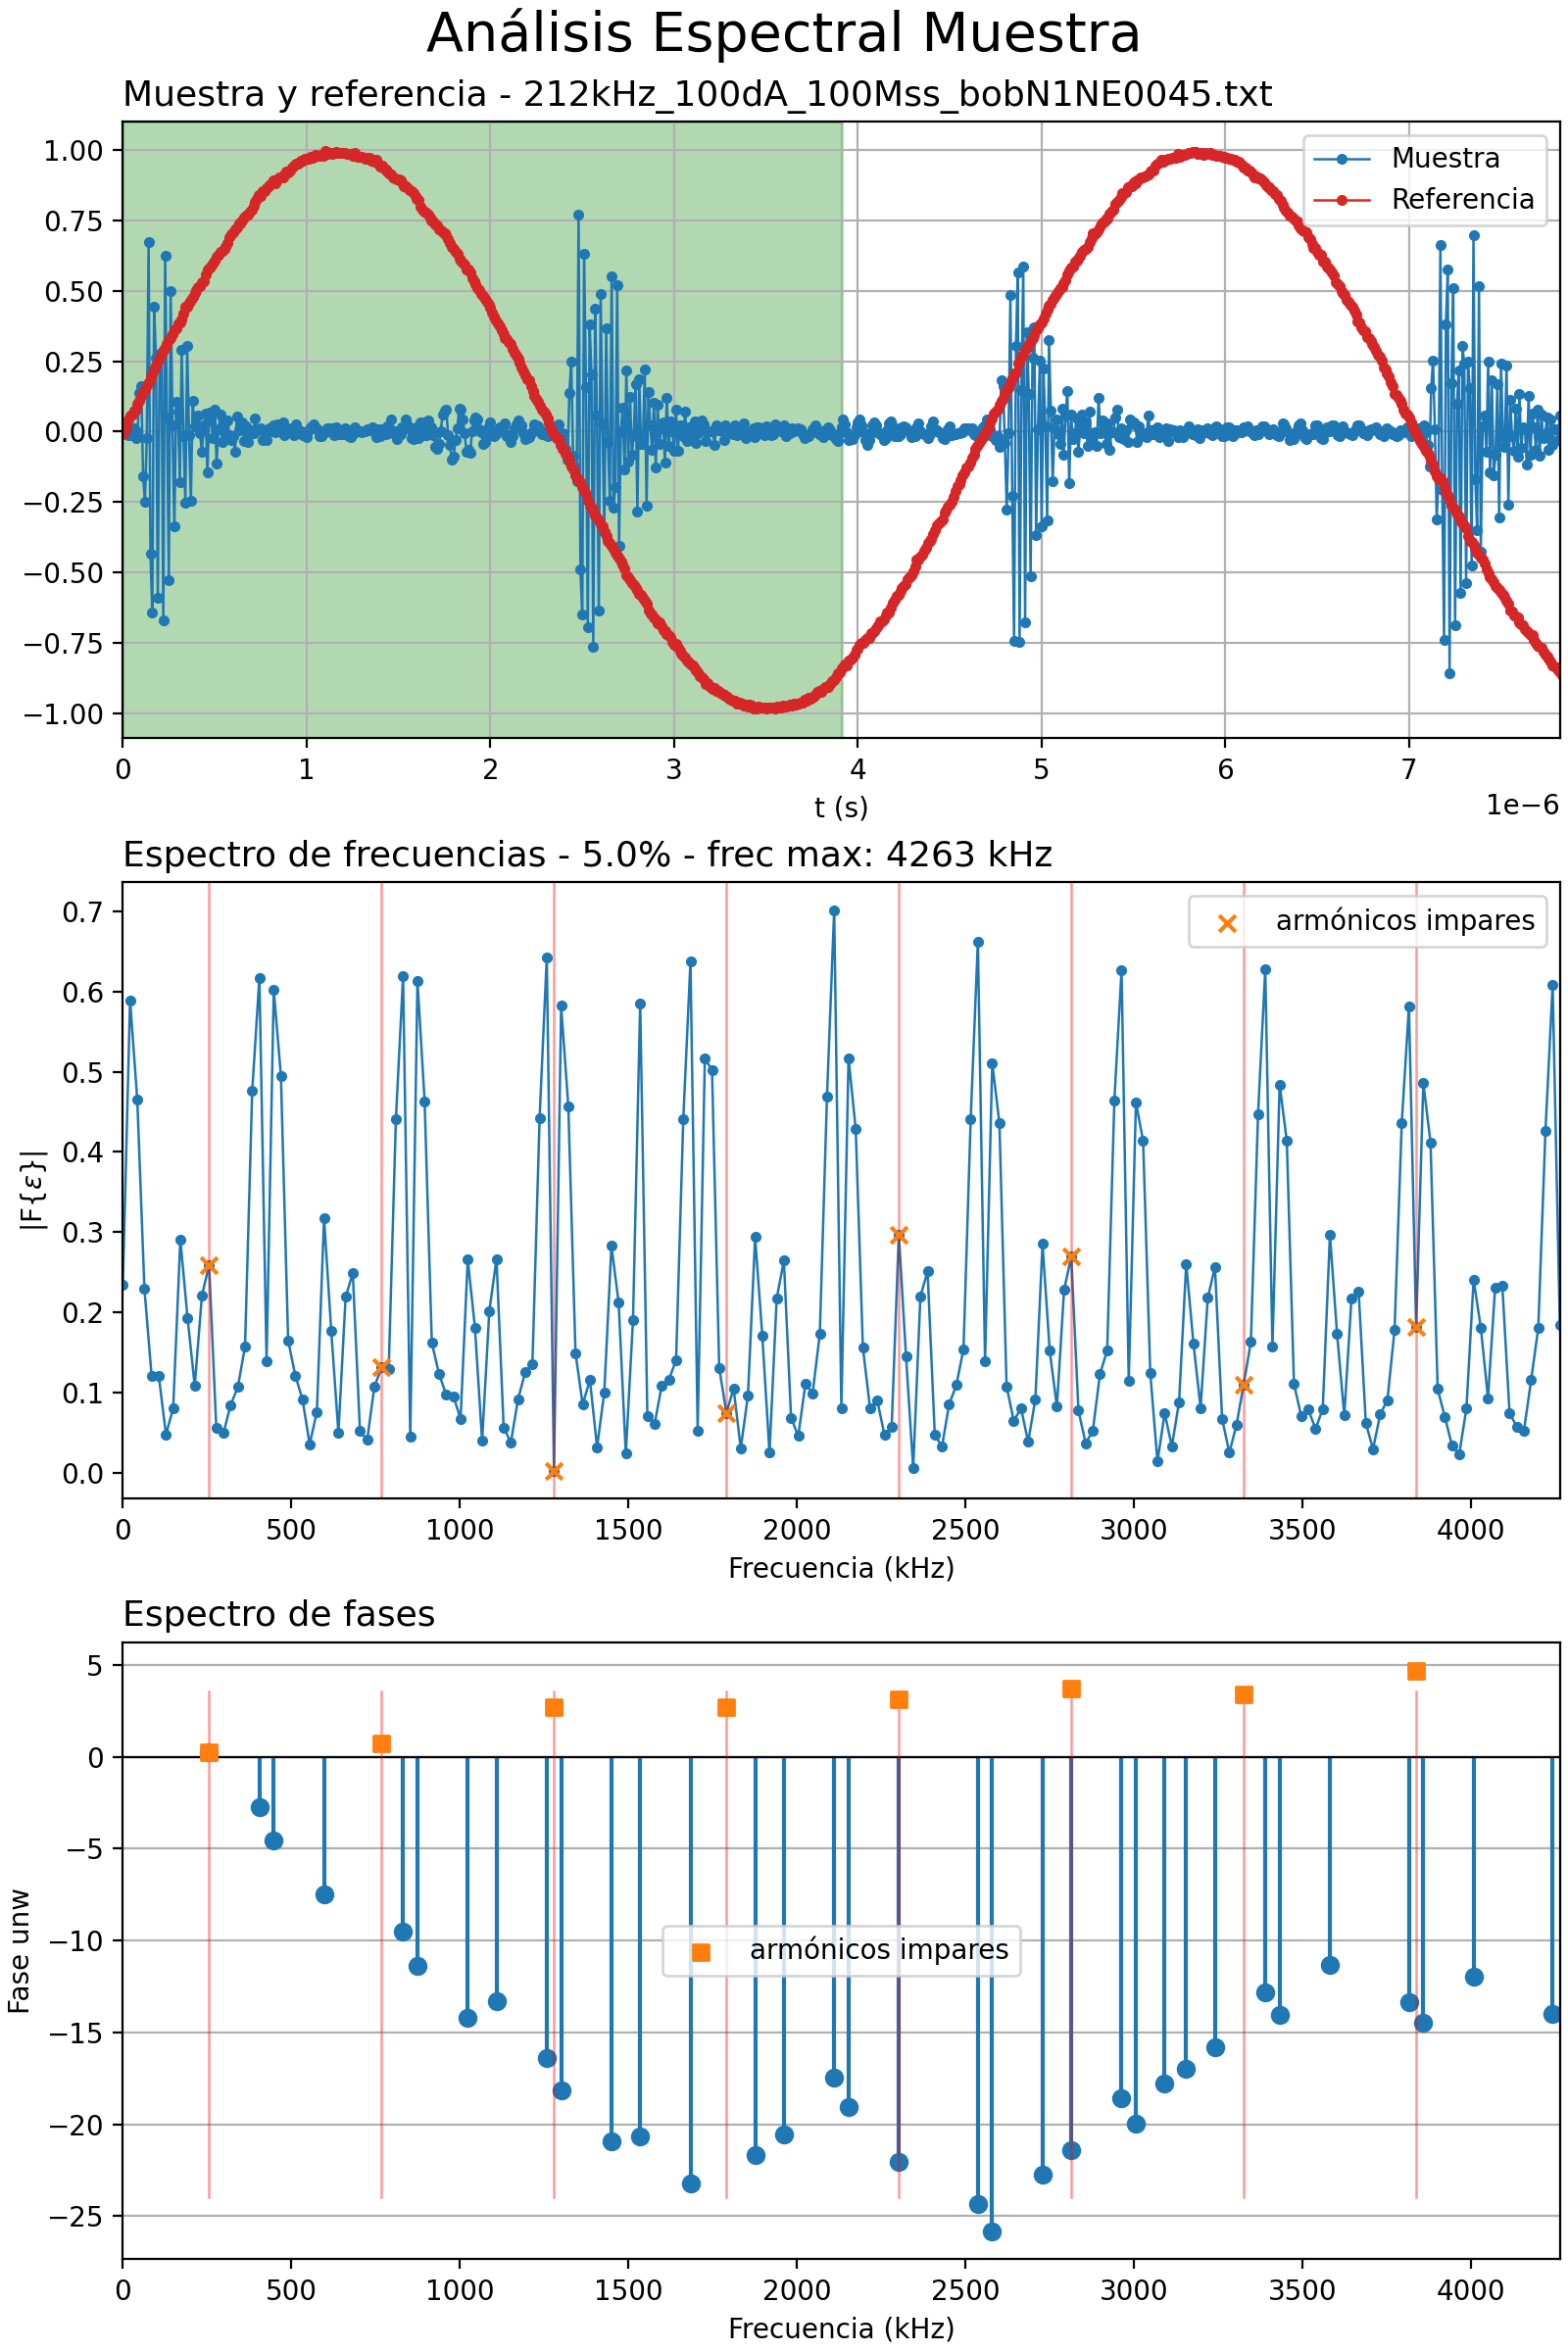 Análisis Espectral Muestra
Muestra y referencia - 212kHz_100dA_100Mss_bobN1NE0045.txt
1.00
0.75
0.50
0.25
0.00
−0.25
−0.50
−0.75
−1.00
Muestra
Referencia
0 1 2 3 4 5 6 7
t (s)
1e−6
Espectro de frecuencias - 5.0% - frec max: 4263 kHz
0.7
0.6
0.5
0.4
0.3
0.2
0.1
0.0
|F{ε}|
armónicos impares
0 500 1000 1500 2000 2500 3000 3500 4000
Frecuencia (kHz)
Espectro de fases
5
0
−5
−10
−15
−20
−25
Fase unw
armónicos impares
0 500 1000 1500 2000 2500 3000 3500 4000
Frecuencia (kHz)